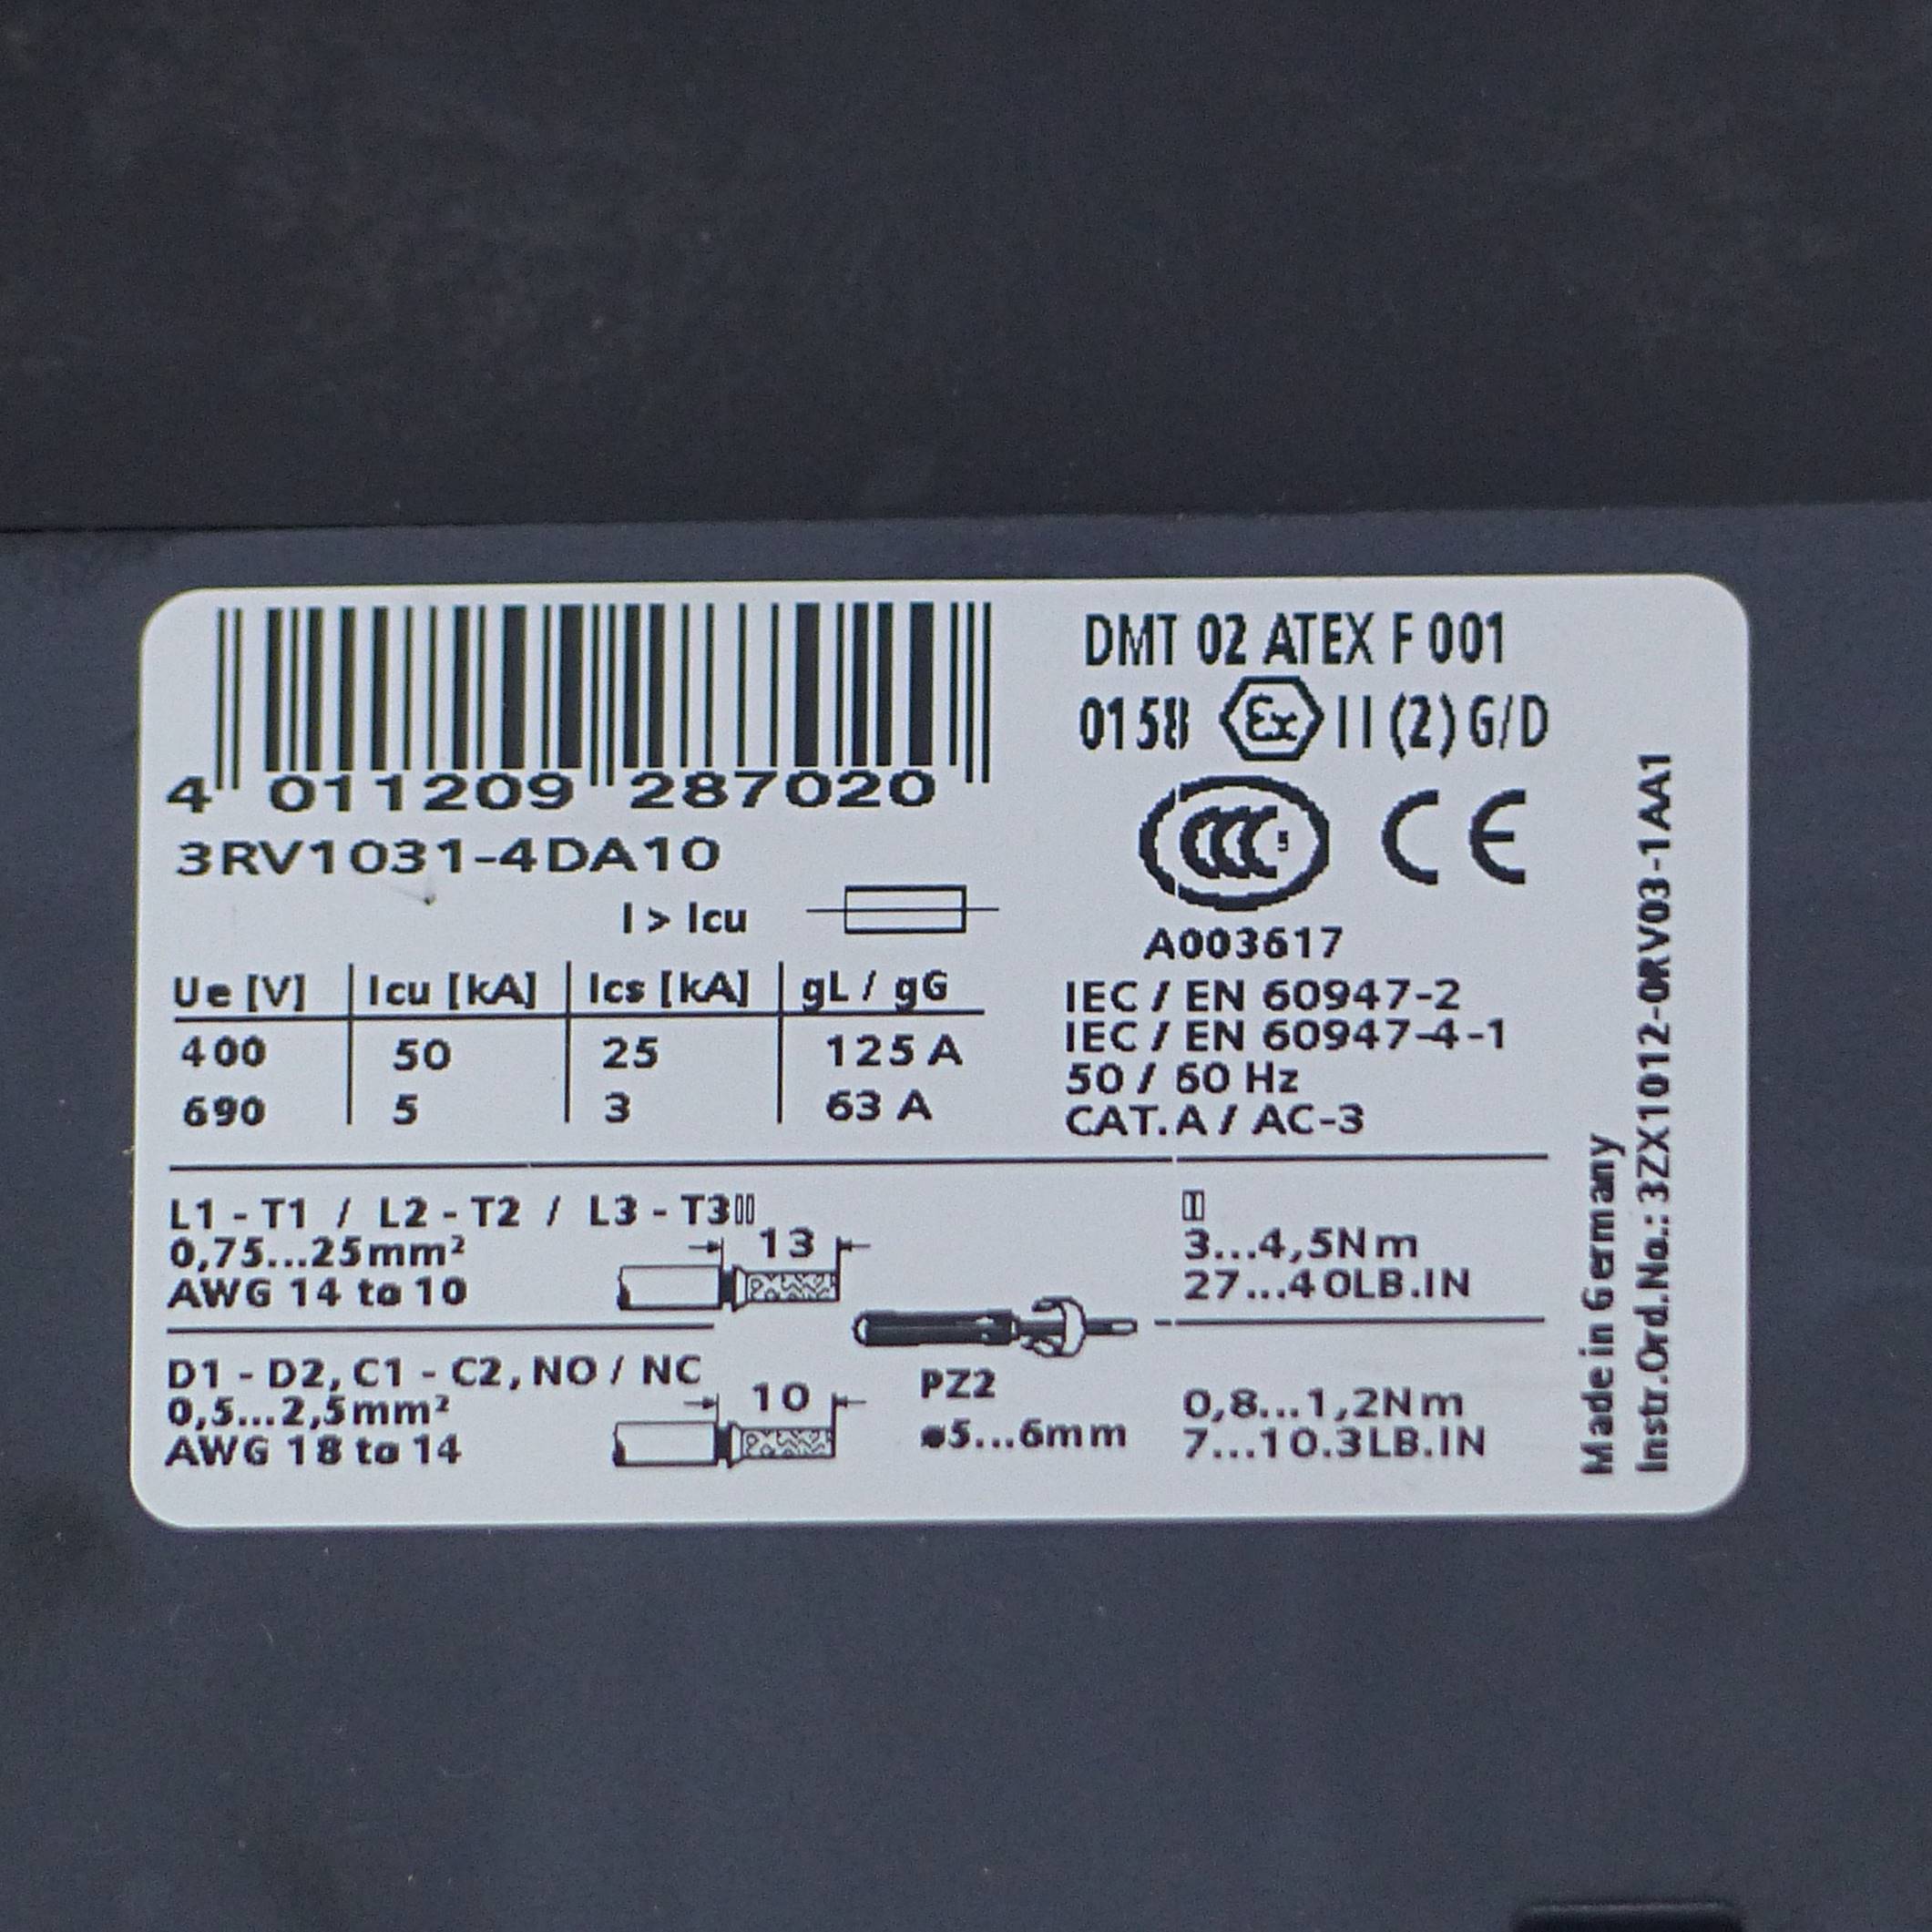 4 011209 287020
3RV1031-4DA10
I > Icu
Ue [V] Icu [kA] Ics [kA] gL / gG
400 50 25 125 A
690 5 3 63 A
DMT 02 ATEX F 001
0158 Ex II (2) G/D
CCC S CE
A003617
IEC / EN 60947-2
IEC / EN 60947-4-1
50 / 60 Hz
CAT. A / AC-3
L1 - T1 / L2 - T2 / L3 - T3
0,75...25mm²
AWG 14 to 10
13
3...4,5Nm
27...40LB.IN
D1 - D2, C1 - C2, NO / NC
0,5...2,5mm²
AWG 18 to 14
10
PZ2
ø5...6mm
0,8...1,2Nm
7...10.3LB.IN
Made in Germany
Instr.Ord.No.: 3ZX1012-0RV03-1AA1